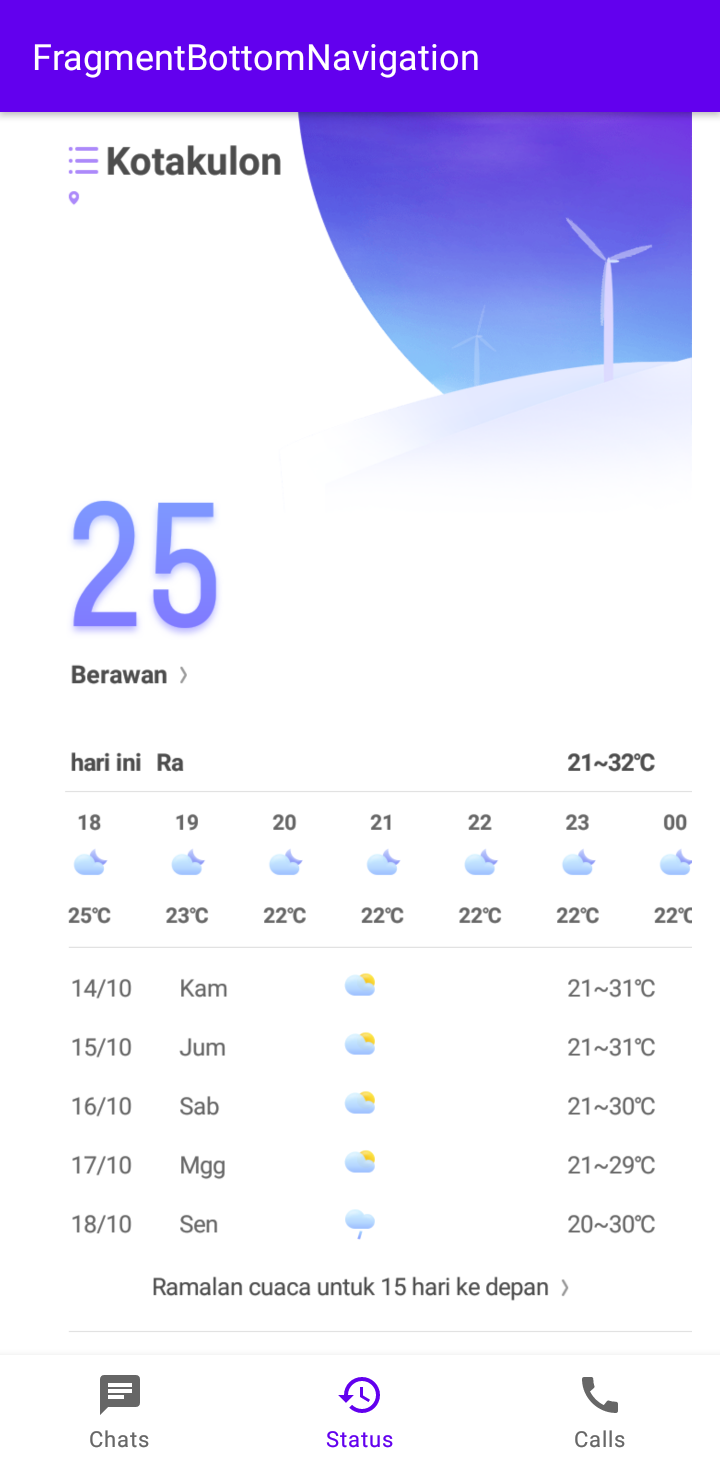 FragmentBottomNavigation
Kotakulon
25
Berawan
hari ini Ra 21~32℃
18 19 20 21 22 23 00
25℃ 23℃ 22℃ 22℃ 22℃ 22℃ 22℃
14/10 Kam 21~31℃
15/10 Jum 21~31℃
16/10 Sab 21~30℃
17/10 Mgg 21~29℃
18/10 Sen 20~30℃
Ramalan cuaca untuk 15 hari ke depan
Chats Status Calls